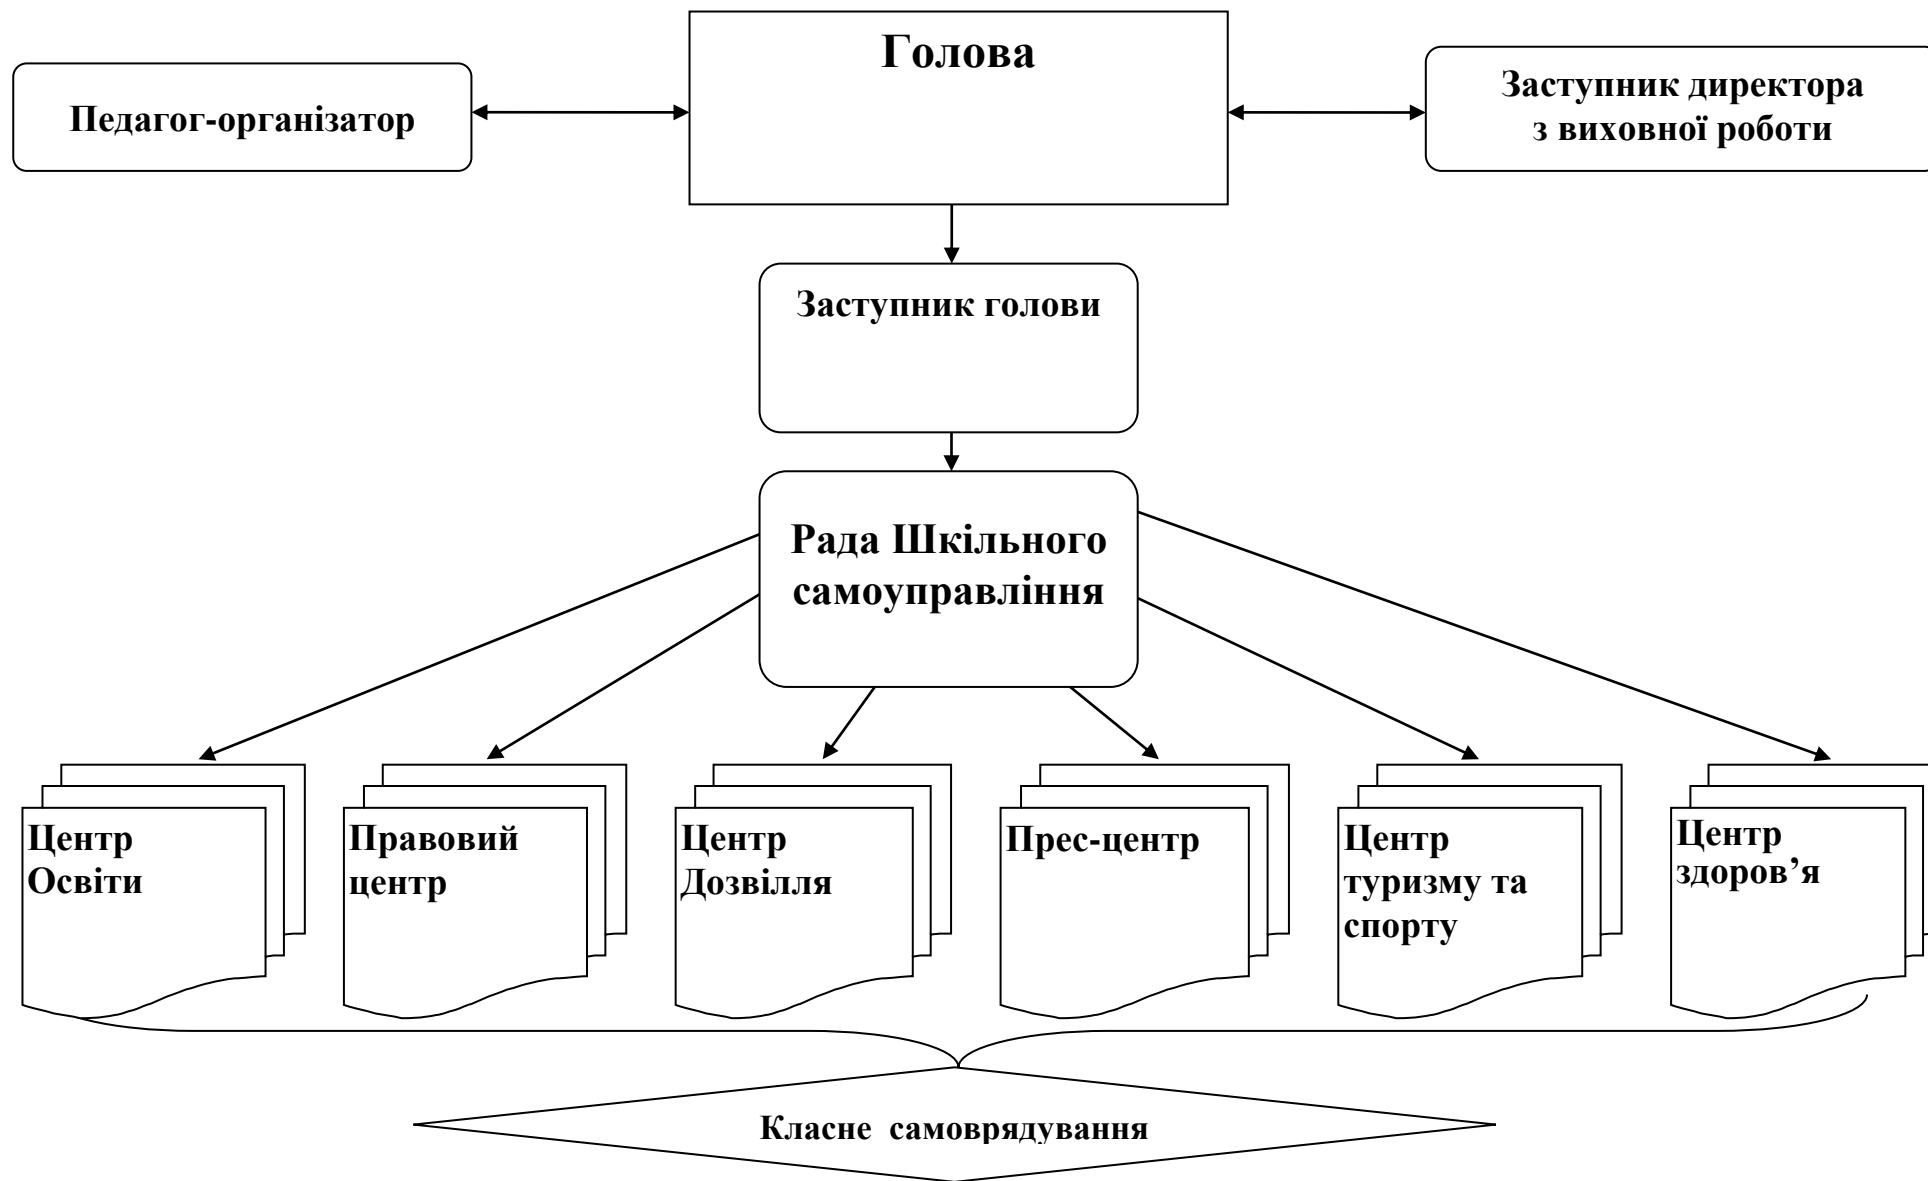 Голова
Педагог-організатор
Заступник директора
з виховної роботи
Заступник голови
Рада Шкільного
самоуправління
Центр
Освіти
Правовий
центр
Центр
Дозвілля
Прес-центр
Центр
туризму та
спорту
Центр
здоров’я
Класне самоврядування